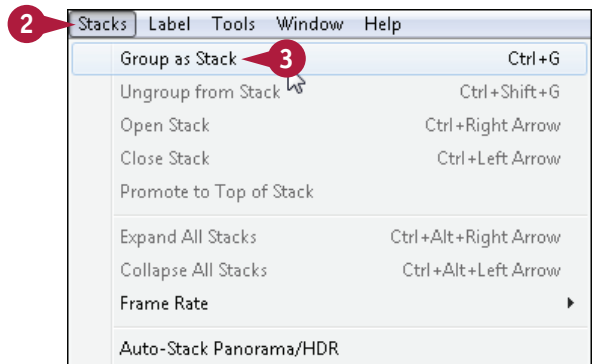 2 Stacks Label Tools Window Help
Group as Stack 3 Ctrl+G
Ungroup from Stack Ctrl+Shift+G
Open Stack Ctrl+Right Arrow
Close Stack Ctrl+Left Arrow
Promote to Top of Stack
Expand All Stacks Ctrl+Alt+Right Arrow
Collapse All Stacks Ctrl+Alt+Left Arrow
Frame Rate
Auto-Stack Panorama/HDR